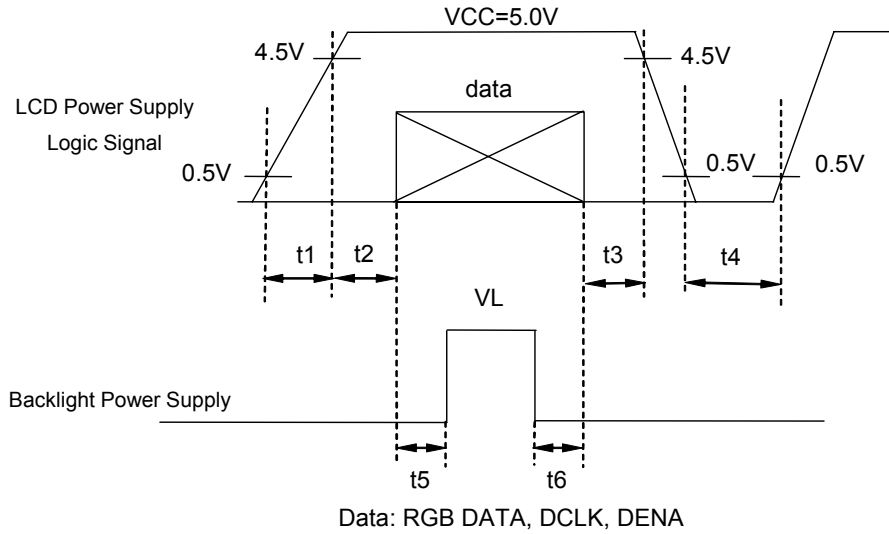 VCC=5.0V
4.5V
4.5V
data
LCD Power Supply
Logic Signal
0.5V
0.5V
0.5V
t1
t2
t3
t4
VL
Backlight Power Supply
t5
t6
Data: RGB DATA, DCLK, DENA